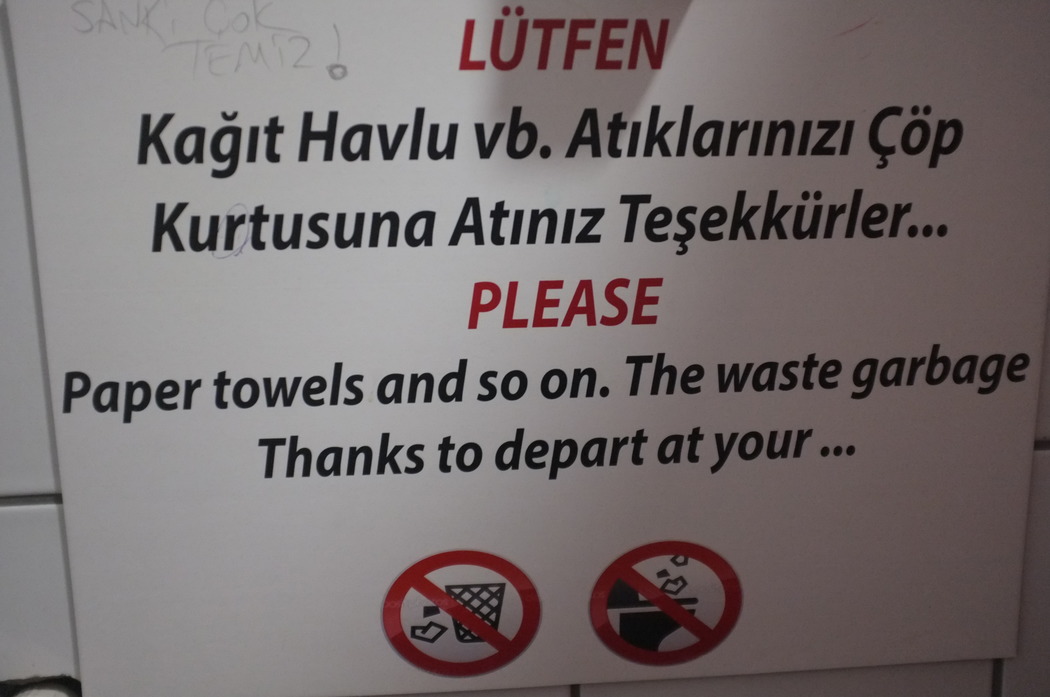 SANKİ ÇOK
TEMİZ!
LÜTFEN
Kağıt Havlu vb. Atıklarınızı Çöp
Kurtusuna Atınız Teşekkürler...
PLEASE
Paper towels and so on. The waste garbage
Thanks to depart at your ...